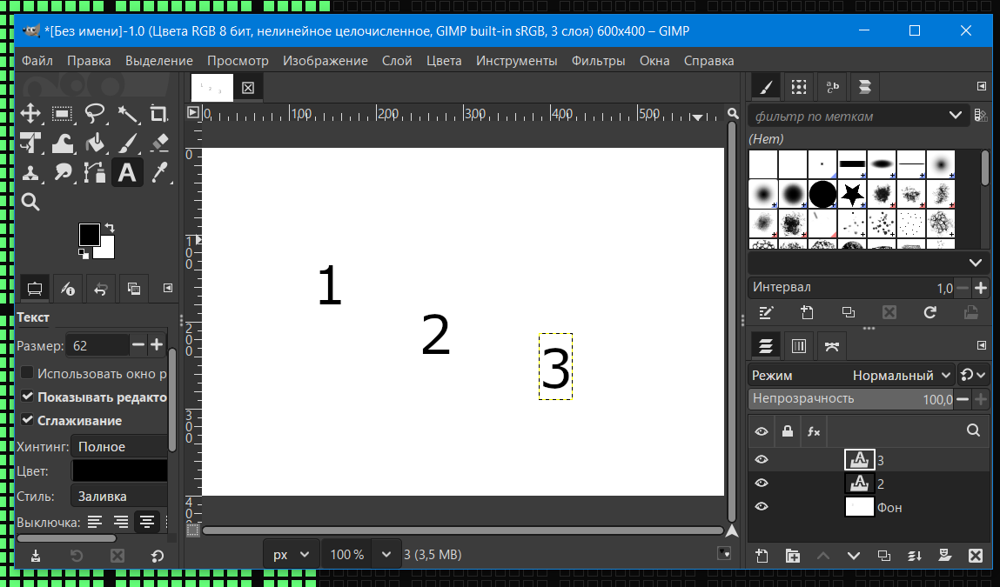 *[Без имени]-1.0 (Цвета RGB 8 бит, нелинейное целочисленное, GIMP built-in sRGB, 3 слоя) 600x400 – GIMP
Файл Правка Выделение Просмотр Изображение Слой Цвета Инструменты Фильтры Окна Справка
0 100 200 300 400 500
0
100
200
300
400
1
2
3
Текст
Размер: 62
Использовать окно р
Показывать редакто
Сглаживание
Хинтинг: Полное
Цвет:
Стиль: Заливка
Выключка:
px 100 % 3 (3,5 MB)
фильтр по меткам
(Нет)
Интервал 1,0
Режим Нормальный
Непрозрачность 100,0
3
2
Фон